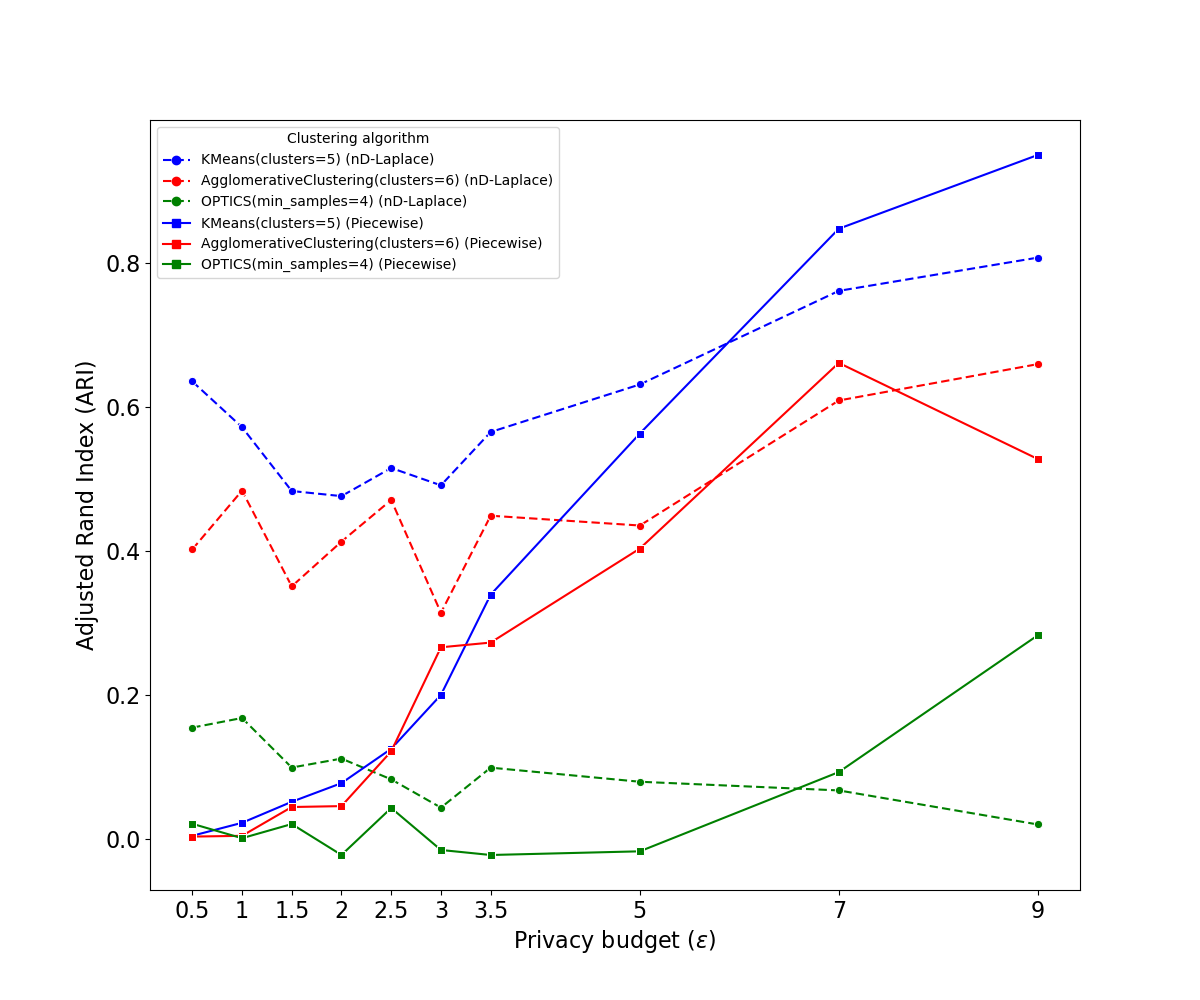 Clustering algorithm
KMeans(clusters=5) (nD-Laplace)
AgglomerativeClustering(clusters=6) (nD-Laplace)
OPTICS(min_samples=4) (nD-Laplace)
KMeans(clusters=5) (Piecewise)
AgglomerativeClustering(clusters=6) (Piecewise)
OPTICS(min_samples=4) (Piecewise)
Adjusted Rand Index (ARI)
0.8
0.6
0.4
0.2
0.0
0.5 1 1.5 2 2.5 3 3.5 5 7 9
Privacy budget (ε)